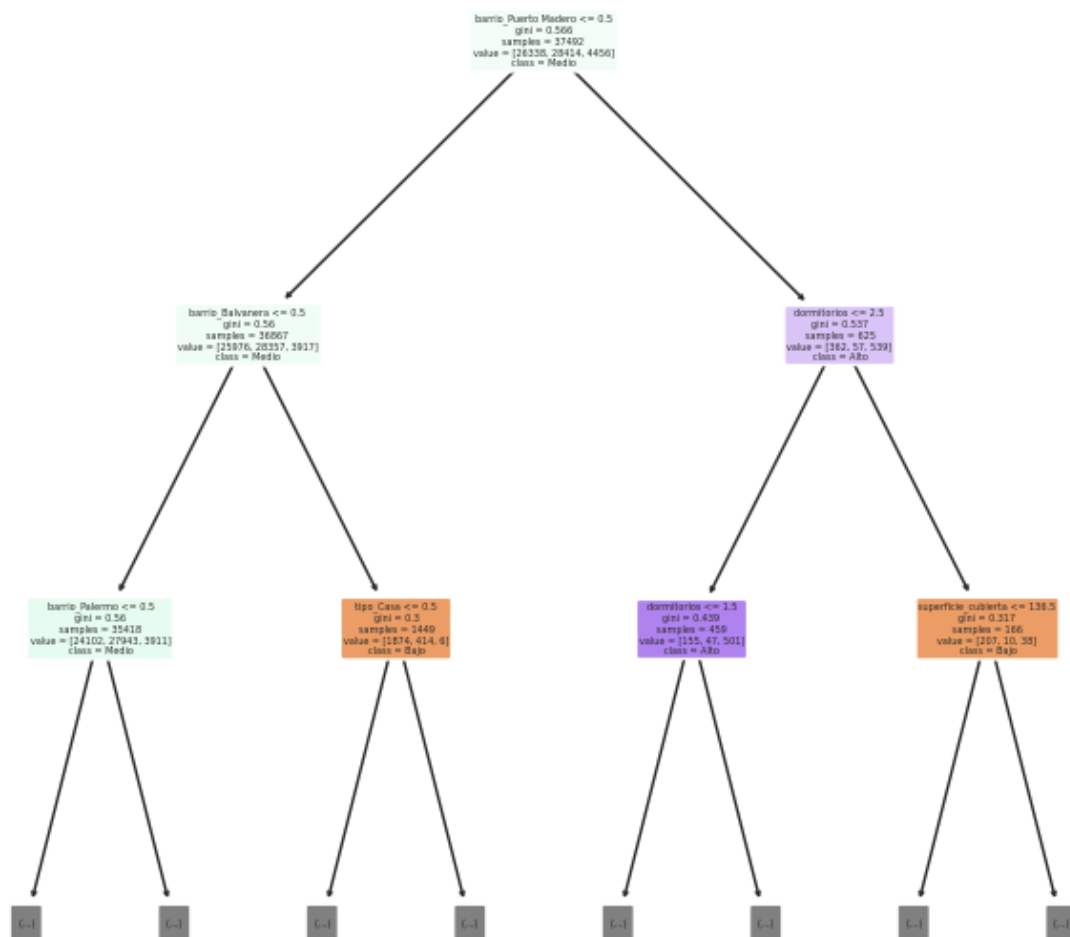 barrio_Puerto Madero <= 0.5
gini = 0.566
samples = 37492
value = [26338, 28414, 4456]
class = Medio
barrio_Balvanera <= 0.5
gini = 0.56
samples = 36867
value = [25976, 28357, 3917]
class = Medio
dormitorios <= 2.5
gini = 0.537
samples = 625
value = [362, 57, 539]
class = Alto
barrio_Palermo <= 0.5
gini = 0.56
samples = 35418
value = [24102, 27943, 3911]
class = Medio
tipo_Casa <= 0.5
gini = 0.3
samples = 1449
value = [1874, 414, 6]
class = Bajo
dormitorios <= 1.5
gini = 0.439
samples = 459
value = [155, 47, 501]
class = Alto
superficie_cubierta <= 136.5
gini = 0.317
samples = 166
value = [207, 10, 38]
class = Bajo
(...)
(...)
(...)
(...)
(...)
(...)
(...)
(...)